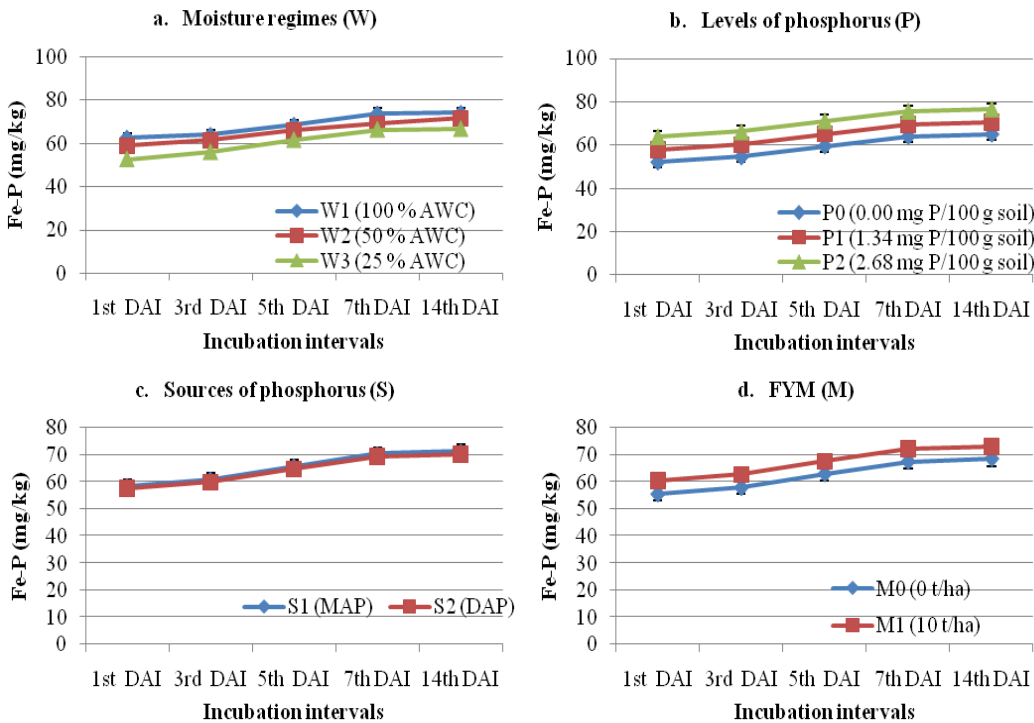 a. Moisture regimes (W)
Fe-P (mg/kg)
100
80
60
40
20
0
W1 (100 % AWC)
W2 (50 % AWC)
W3 (25 % AWC)
1st DAI 3rd DAI 5th DAI 7th DAI 14th DAI
Incubation intervals
b. Levels of phosphorus (P)
Fe-P (mg/kg)
100
80
60
40
20
0
P0 (0.00 mg P/100 g soil)
P1 (1.34 mg P/100 g soil)
P2 (2.68 mg P/100 g soil)
1st DAI 3rd DAI 5th DAI 7th DAI 14th DAI
Incubation intervals
c. Sources of phosphorus (S)
Fe-P (mg/kg)
80
70
60
50
40
30
20
10
0
S1 (MAP) S2 (DAP)
1st DAI 3rd DAI 5th DAI 7th DAI 14th DAI
Incubation intervals
d. FYM (M)
Fe-P (mg/kg)
80
70
60
50
40
30
20
10
0
M0 (0 t/ha)
M1 (10 t/ha)
1st DAI 3rd DAI 5th DAI 7th DAI 14th DAI
Incubation intervals